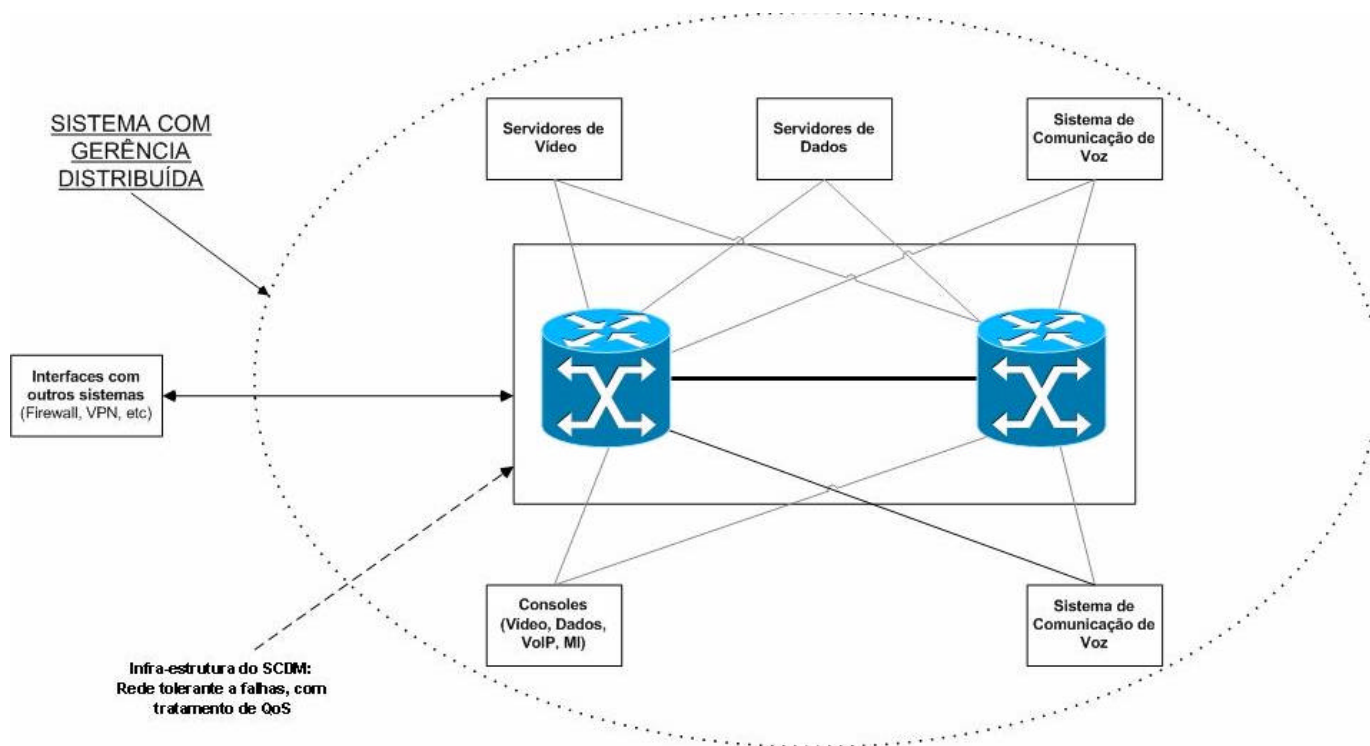 SISTEMA COM
GERÊNCIA
DISTRIBUÍDA
Servidores de
Vídeo
Servidores de
Dados
Sistema de
Comunicação de
Voz
Interfaces com
outros sistemas
(Firewall, VPN, etc)
Consoles
(Vídeo, Dados,
VoIP, MI)
Sistema de
Comunicação de
Voz
Infra-estrutura do SCDM:
Rede tolerante a falhas, com
tratamento de QoS